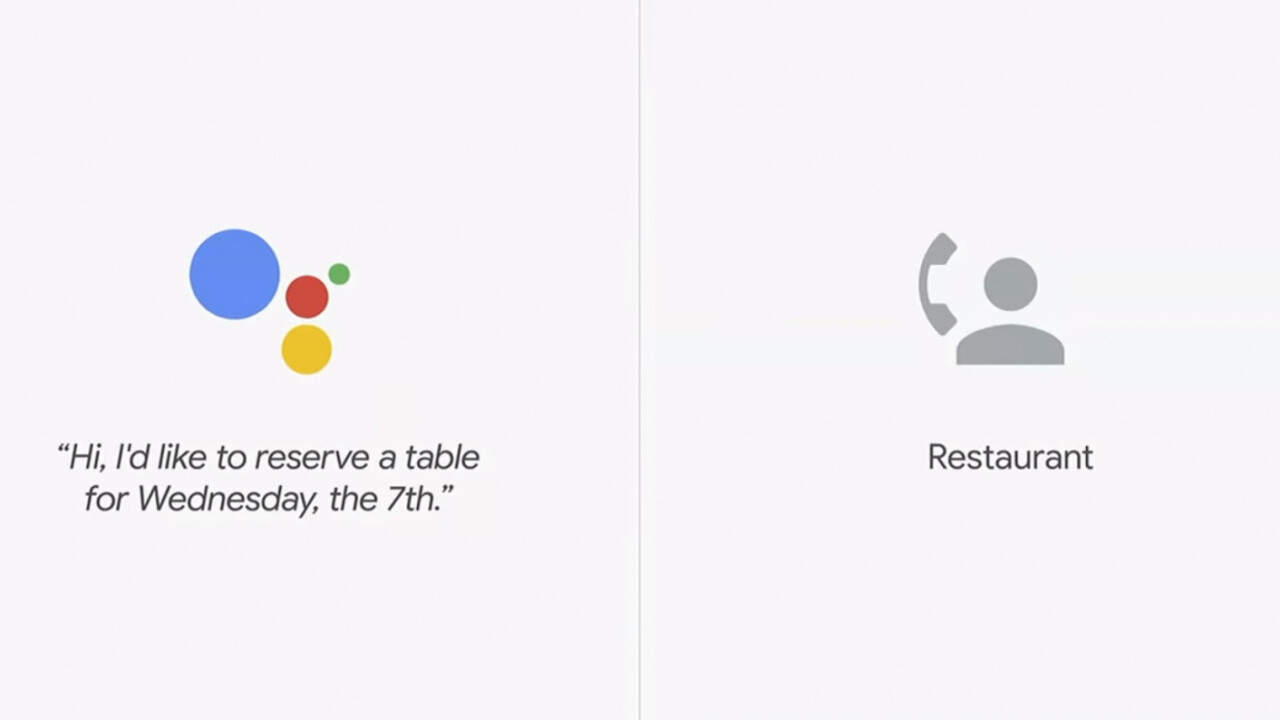 “Hi, I'd like to reserve a table
for Wednesday, the 7th.”
Restaurant